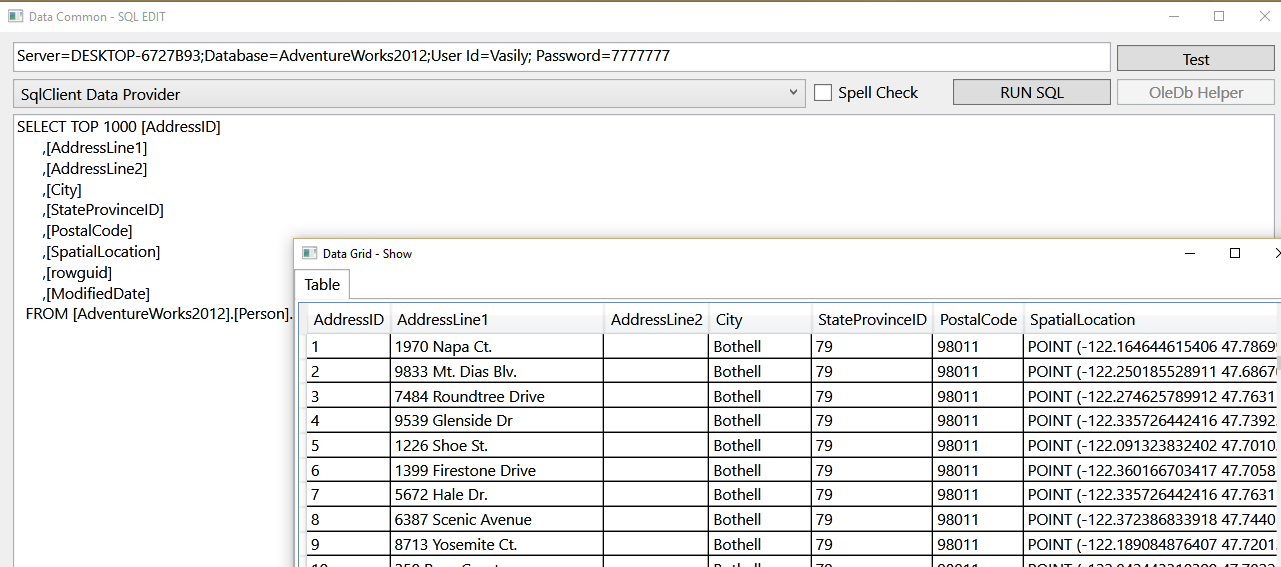 Data Common - SQL EDIT
Server=DESKTOP-6727B93;Database=AdventureWorks2012;User Id=Vasily; Password=7777777
Test
SqlClient Data Provider
Spell Check
RUN SQL
OleDb Helper
SELECT TOP 1000 [AddressID]
,[AddressLine1]
,[AddressLine2]
,[City]
,[StateProvinceID]
,[PostalCode]
,[SpatialLocation]
,[rowguid]
,[ModifiedDate]
FROM [AdventureWorks2012].[Person].
Data Grid - Show
Table
AddressID AddressLine1 AddressLine2 City StateProvinceID PostalCode SpatialLocation
1 1970 Napa Ct. Bothell 79 98011 POINT (-122.164644615406 47.7869
2 9833 Mt. Dias Blv. Bothell 79 98011 POINT (-122.250185528911 47.6867
3 7484 Roundtree Drive Bothell 79 98011 POINT (-122.274625789912 47.7631
4 9539 Glenside Dr Bothell 79 98011 POINT (-122.335726442416 47.7392
5 1226 Shoe St. Bothell 79 98011 POINT (-122.091323832402 47.7010
6 1399 Firestone Drive Bothell 79 98011 POINT (-122.360166703417 47.7058
7 5672 Hale Dr. Bothell 79 98011 POINT (-122.335726442416 47.7631
8 6387 Scenic Avenue Bothell 79 98011 POINT (-122.372386833918 47.7440
9 8713 Yosemite Ct. Bothell 79 98011 POINT (-122.189084876407 47.7201